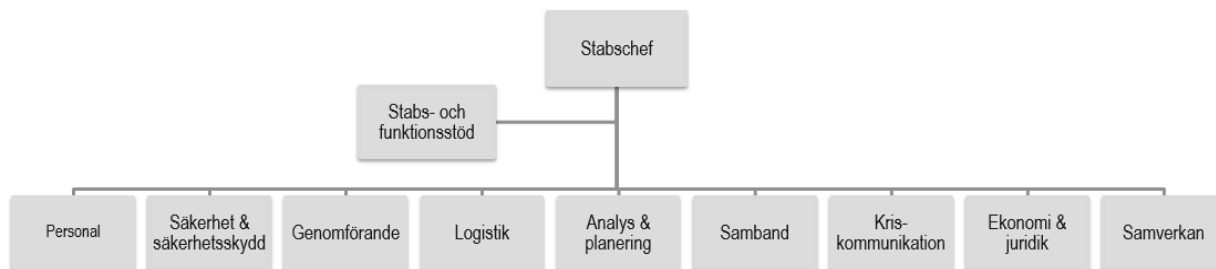 Stabschef
Stabs- och
funktionsstöd
Personal
Säkerhet &
säkerhetsskydd
Genomförande
Logistik
Analys &
planering
Samband
Kris-
kommunikation
Ekonomi &
juridik
Samverkan